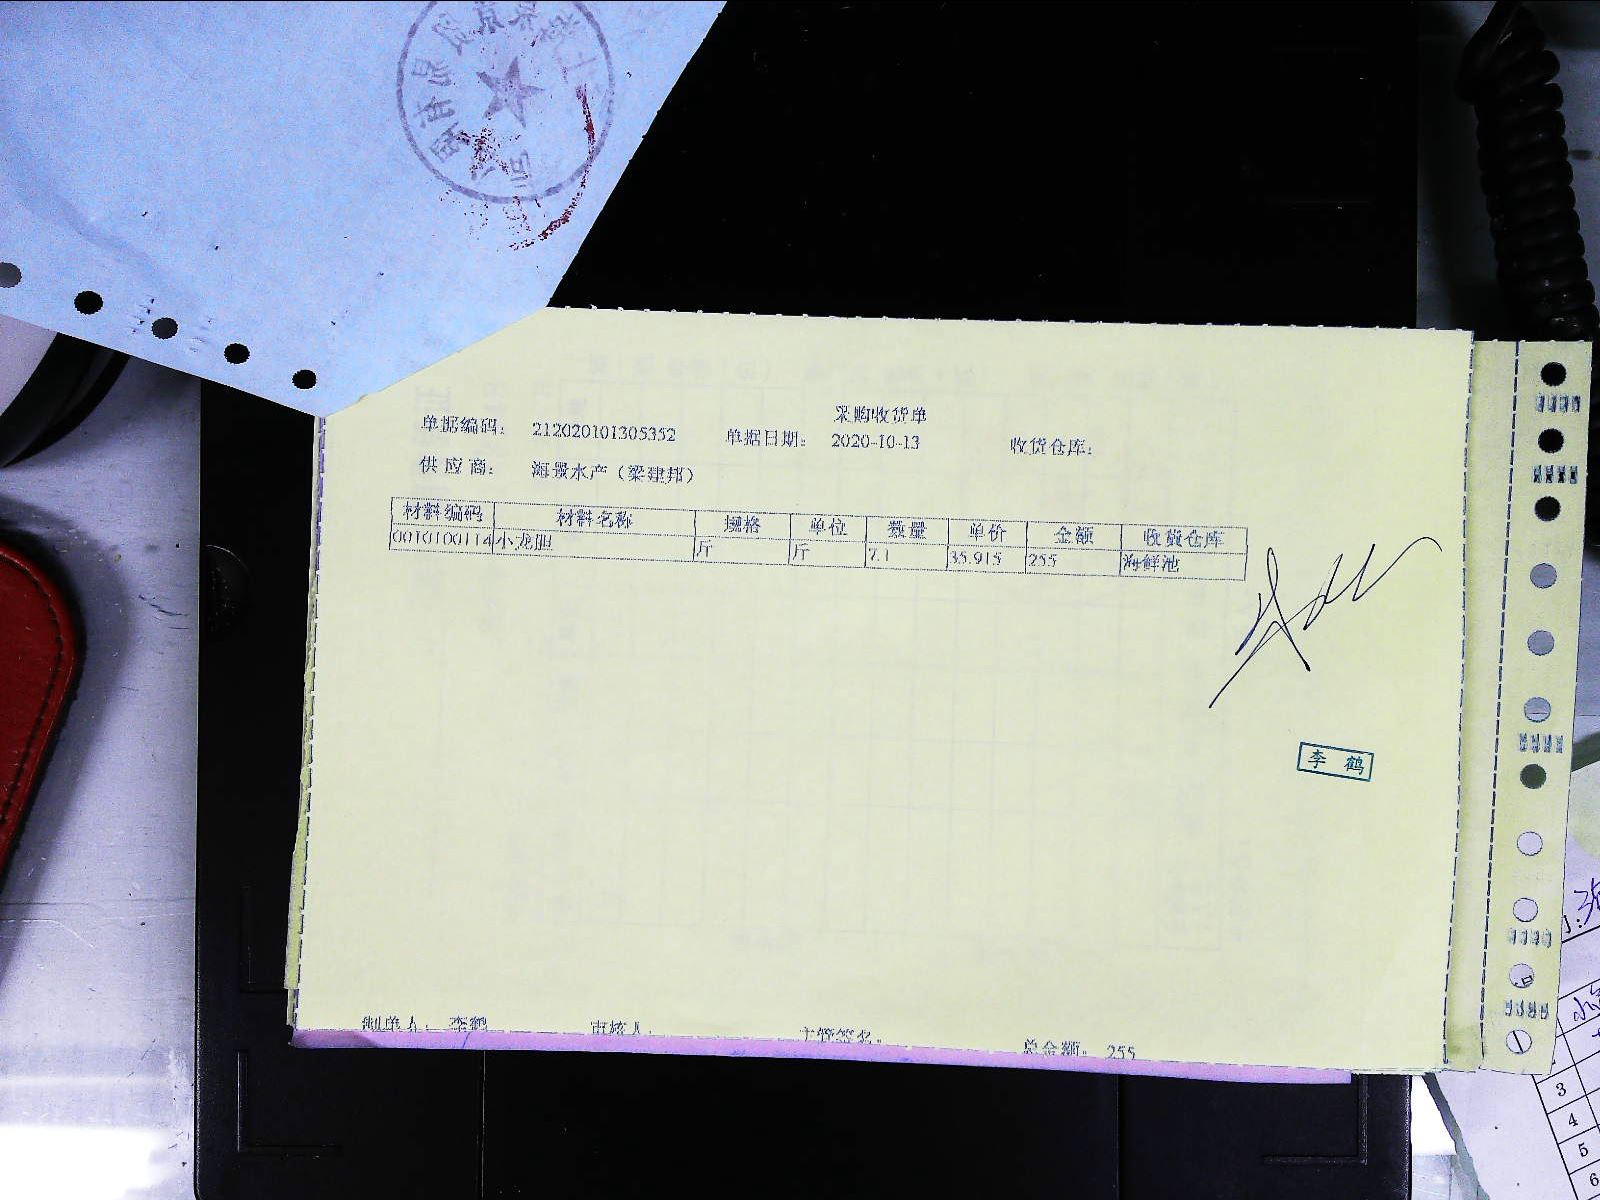 采购收货单
单据编码： 212020101305352 单据日期： 2020-10-13 收货仓库：
供 应 商： 海景水产（梁建邦）
材料编码 材料名称 规格 单位 数量 单价 金额 收货仓库
0010100114 小龙胆 斤 斤 7.1 35.915 255 海鲜池
李 鹤
制单人： 李鹤 审核人： 主管签名： 总金额： 255
3
4
5
6